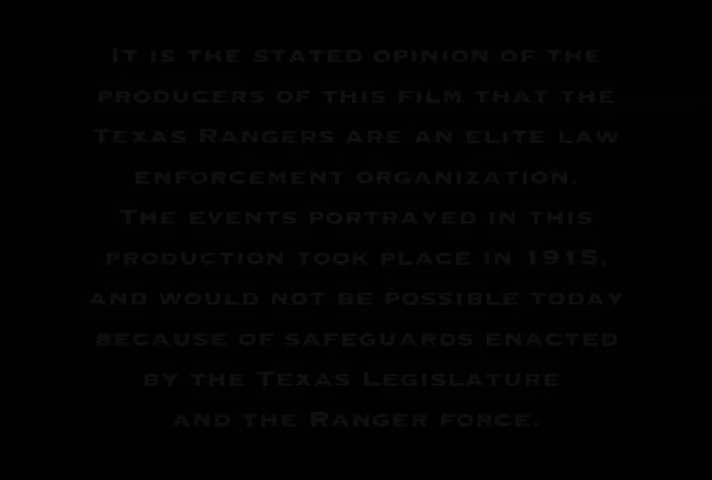 It is the stated opinion of the
producers of this film that the
Texas Rangers are an elite law
enforcement organization.
The events portrayed in this
production took place in 1915,
and would not be possible today
because of safeguards enacted
by the Texas Legislature
and the Ranger force.